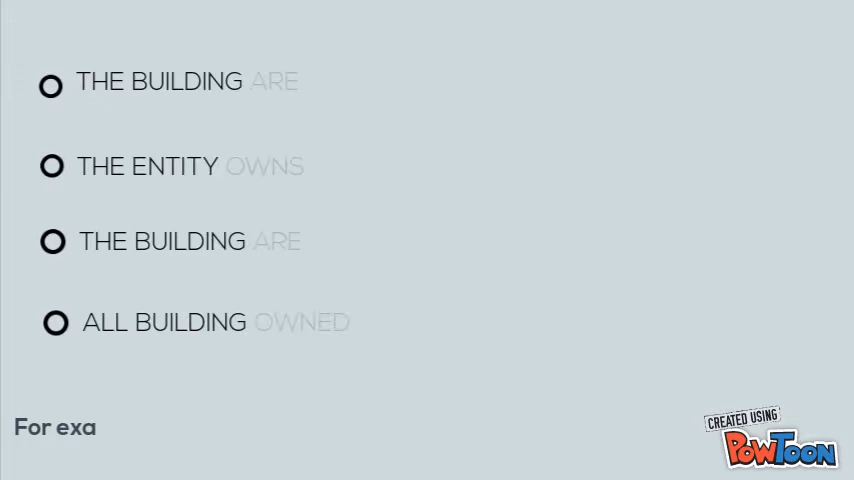 THE BUILDING ARE
THE ENTITY OWNS
THE BUILDING ARE
ALL BUILDING OWNED
For exa
CREATED USING
POWTOON